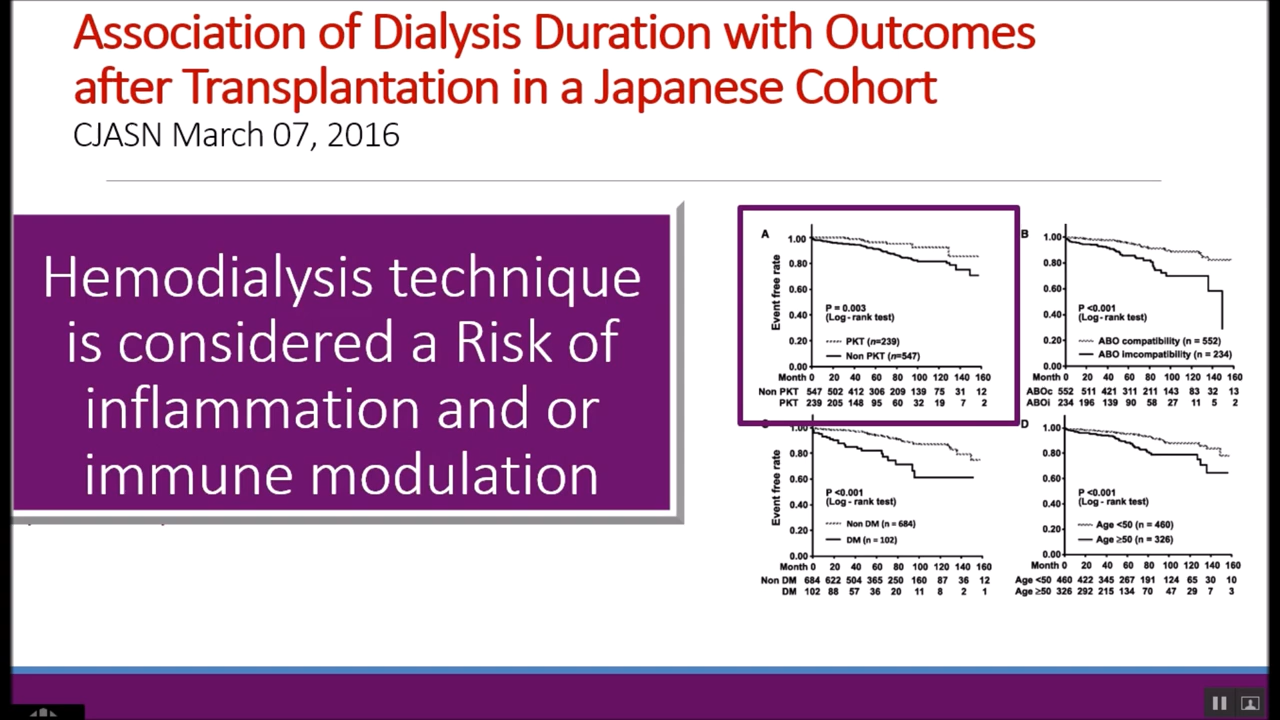 Association of Dialysis Duration with Outcomes
after Transplantation in a Japanese Cohort
CJASN March 07, 2016
Hemodialysis technique
is considered a Risk of
inflammation and or
immune modulation
A
Event free rate
1.00
0.80
0.60
0.40
0.20
0.00
P = 0.003
(Log - rank test)
PKT (n=239)
Non PKT (n=547)
Month 0 20 40 60 80 100 120 140 160
Non PKT 547 502 412 306 209 139 75 31 12
PKT 239 205 148 95 60 32 19 7 2
B
1.00
0.80
0.60
0.40
0.20
0.00
P <0.001
(Log - rank test)
ABO compatibility (n = 552)
ABO imcompatibility (n = 234)
Month 0 20 40 60 80 100 120 140 160
ABOc 552 511 421 311 211 143 83 32 13
ABOi 234 196 139 90 58 27 11 5 2
Event free rate
1.00
0.80
0.60
0.40
0.20
0.00
P <0.001
(Log - rank test)
Non DM (n = 684)
DM (n = 102)
Month 0 20 40 60 80 100 120 140 160
Non DM 684 622 504 365 250 160 87 36 12
DM 102 88 57 36 20 11 8 2 1
D
1.00
0.80
0.60
0.40
0.20
0.00
P <0.001
(Log - rank test)
Age <50 (n = 460)
Age ≥50 (n = 326)
Month 0 20 40 60 80 100 120 140 160
Age <50 460 422 345 267 191 124 65 30 10
Age ≥50 326 292 215 134 70 47 29 7 3